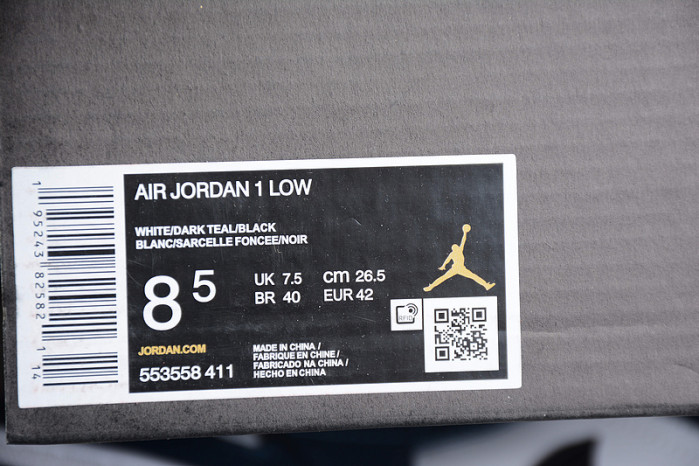 1 95243 82582 1 14
AIR JORDAN 1 LOW
WHITE/DARK TEAL/BLACK
BLANC/SARCELLE FONCEE/NOIR
8 5
UK 7.5 cm 26.5
BR 40 EUR 42
RFID
JORDAN.COM
553558 411
MADE IN CHINA /
FABRIQUE EN CHINE /
FABRICADO NA CHINA /
HECHO EN CHINA